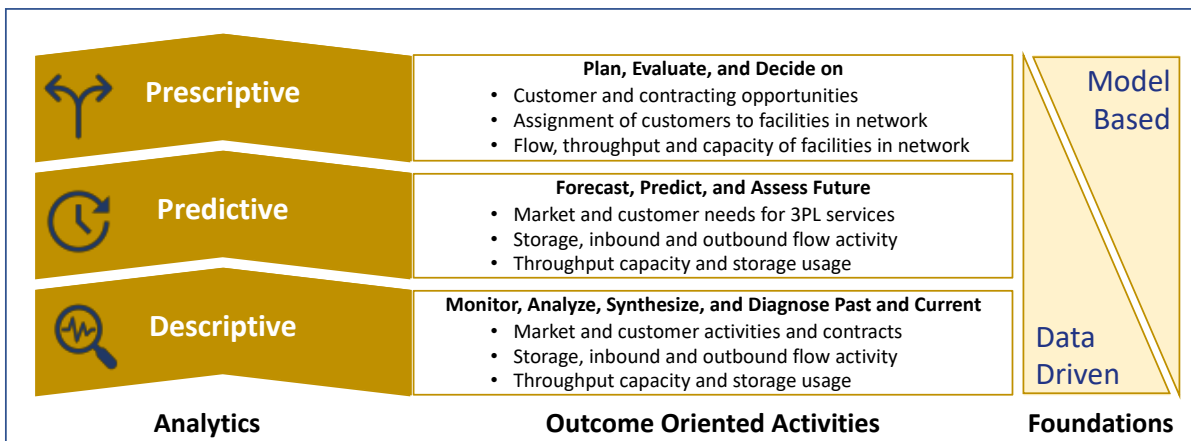 Prescriptive
Plan, Evaluate, and Decide on
• Customer and contracting opportunities
• Assignment of customers to facilities in network
• Flow, throughput and capacity of facilities in network
Predictive
Forecast, Predict, and Assess Future
• Market and customer needs for 3PL services
• Storage, inbound and outbound flow activity
• Throughput capacity and storage usage
Descriptive
Monitor, Analyze, Synthesize, and Diagnose Past and Current
• Market and customer activities and contracts
• Storage, inbound and outbound flow activity
• Throughput capacity and storage usage
Model
Based
Data
Driven
Analytics
Outcome Oriented Activities
Foundations